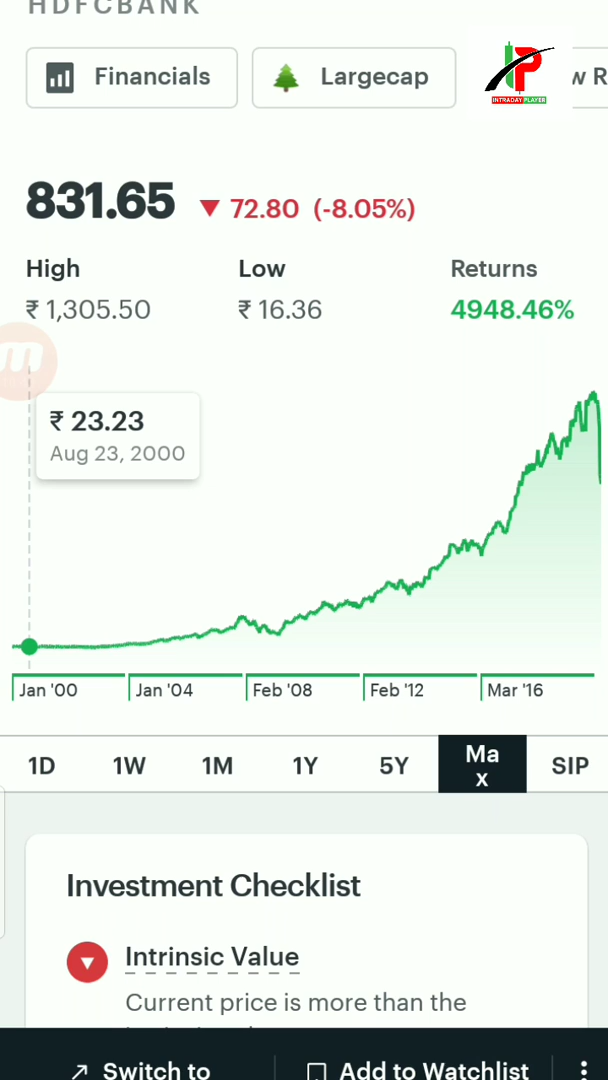 HDFCBANK
Financials
Largecap
w R
INTRADAY PLAYER
831.65
▼ 72.80 (-8.05%)
High
Low
Returns
₹ 1,305.50
₹ 16.36
4948.46%
₹ 23.23
Aug 23, 2000
Jan '00
Jan '04
Feb '08
Feb '12
Mar '16
1D
1W
1M
1Y
5Y
Ma
x
SIP
Investment Checklist
Intrinsic Value
Current price is more than the
Switch to
Add to Watchlist